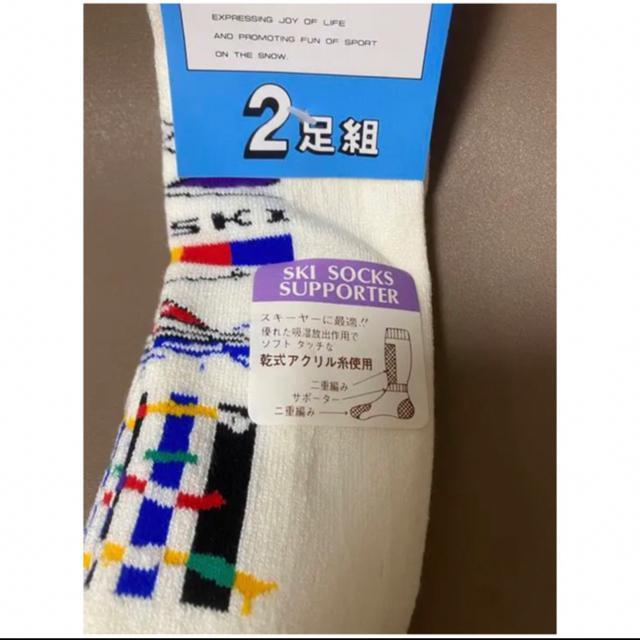 EXPRESSING JOY OF LIFE
AND PROMOTING FUN OF SPORT
ON THE SNOW.
2足組
SKI
SKI SOCKS
SUPPORTER
スキーヤーに最適!!
優れた吸湿放出作用で
ソフト タッチな
乾式アクリル糸使用
二重編み
サポーター
二重編み